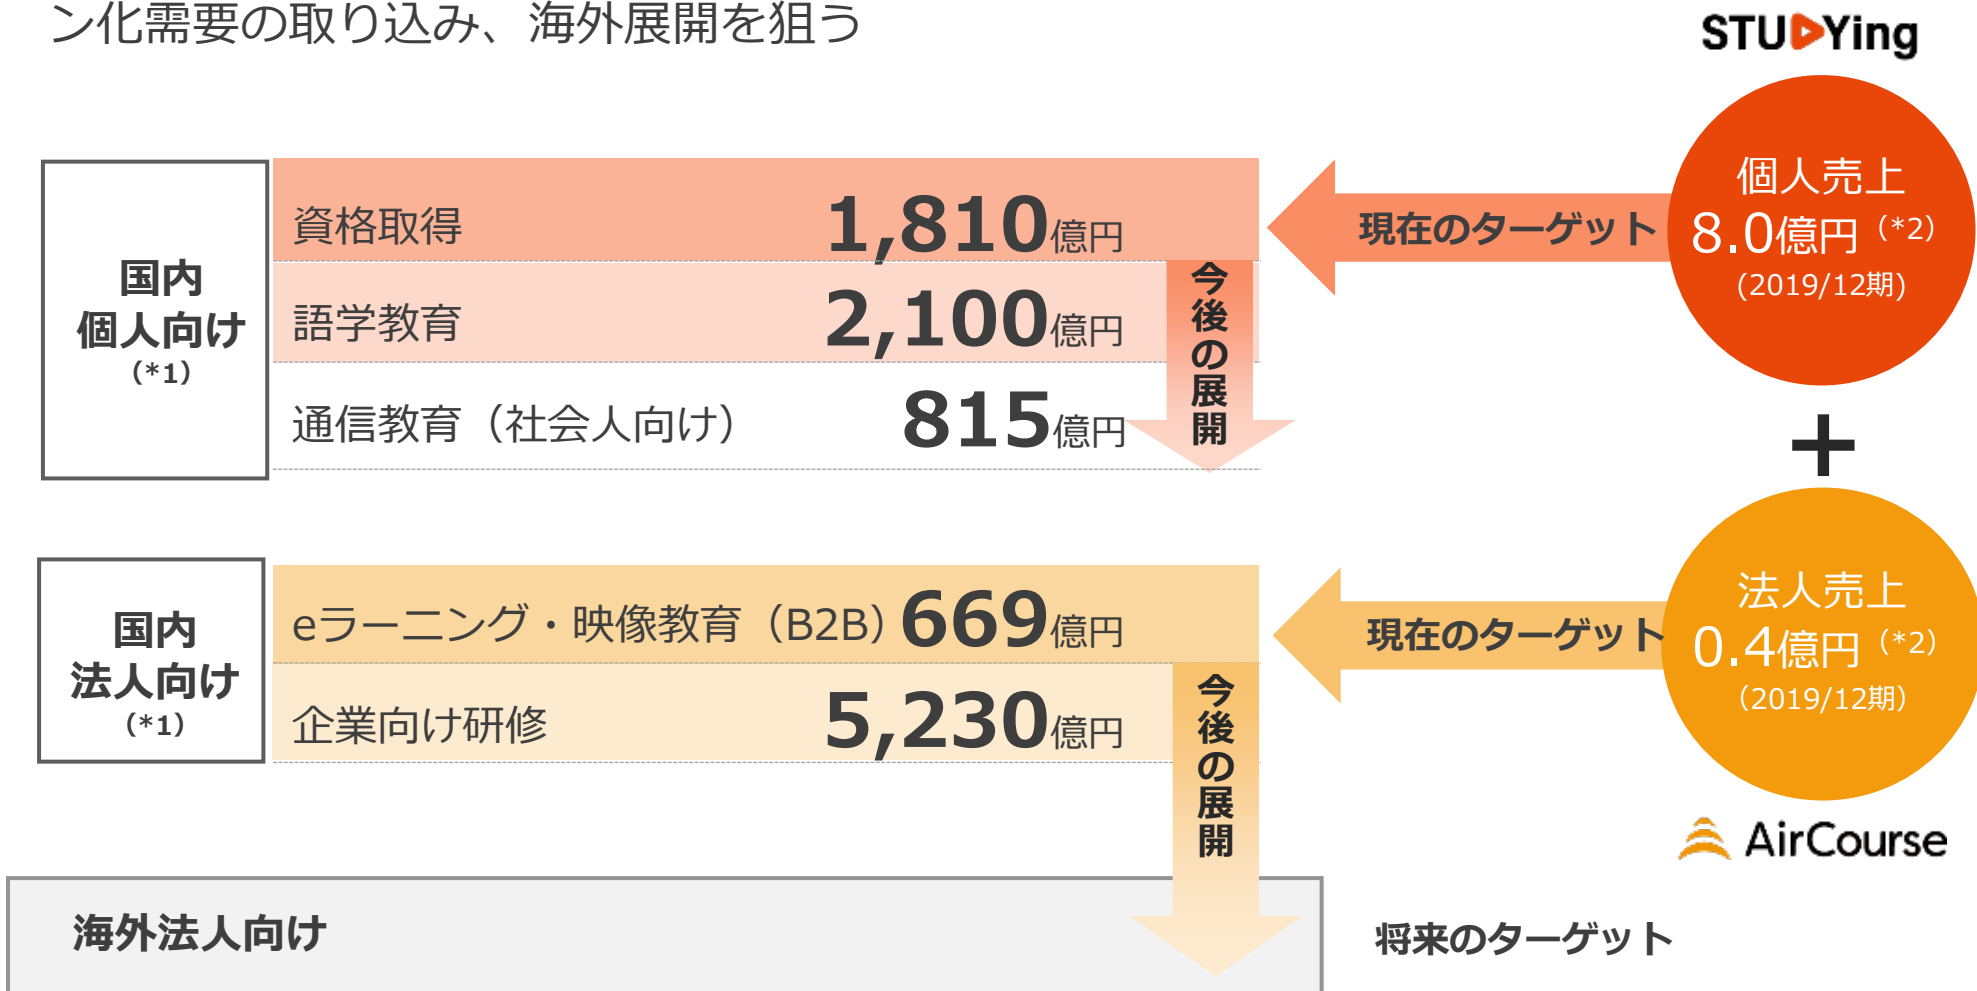 ン化需要の取り込み、海外展開を狙う
STUDYing
国内
個人向け
(*1)
資格取得 1,810億円
語学教育 2,100億円
通信教育（社会人向け） 815億円
今後の展開
現在のターゲット
個人売上
8.0億円（*2）
(2019/12期)
+
国内
法人向け
(*1)
eラーニング・映像教育（B2B）669億円
企業向け研修 5,230億円
今後の展開
現在のターゲット
法人売上
0.4億円（*2）
（2019/12期）
AirCourse
海外法人向け
将来のターゲット